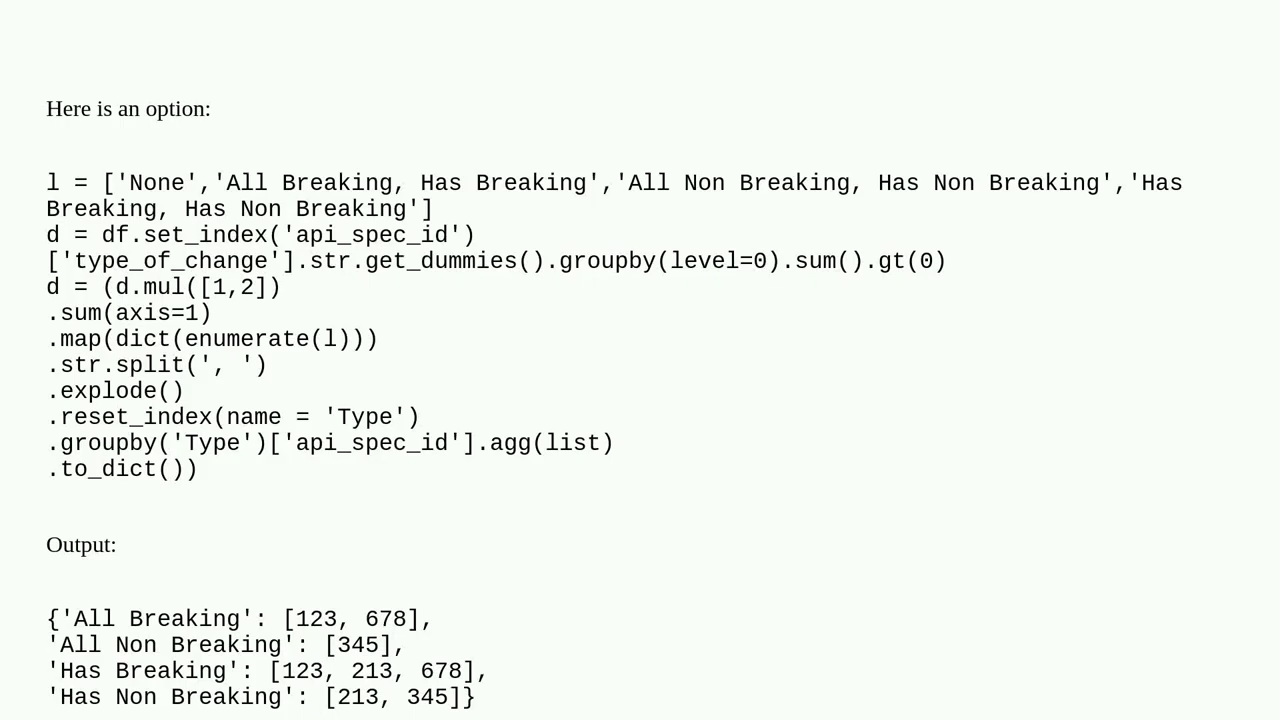 Here is an option:
l = ['None','All Breaking, Has Breaking','All Non Breaking, Has Non Breaking','Has
Breaking, Has Non Breaking']
d = df.set_index('api_spec_id')
['type_of_change'].str.get_dummies().groupby(level=0).sum().gt(0)
d = (d.mul([1,2])
.sum(axis=1)
.map(dict(enumerate(l)))
.str.split(', ')
.explode()
.reset_index(name = 'Type')
.groupby('Type')['api_spec_id'].agg(list)
.to_dict())
Output:
{'All Breaking': [123, 678],
'All Non Breaking': [345],
'Has Breaking': [123, 213, 678],
'Has Non Breaking': [213, 345]}